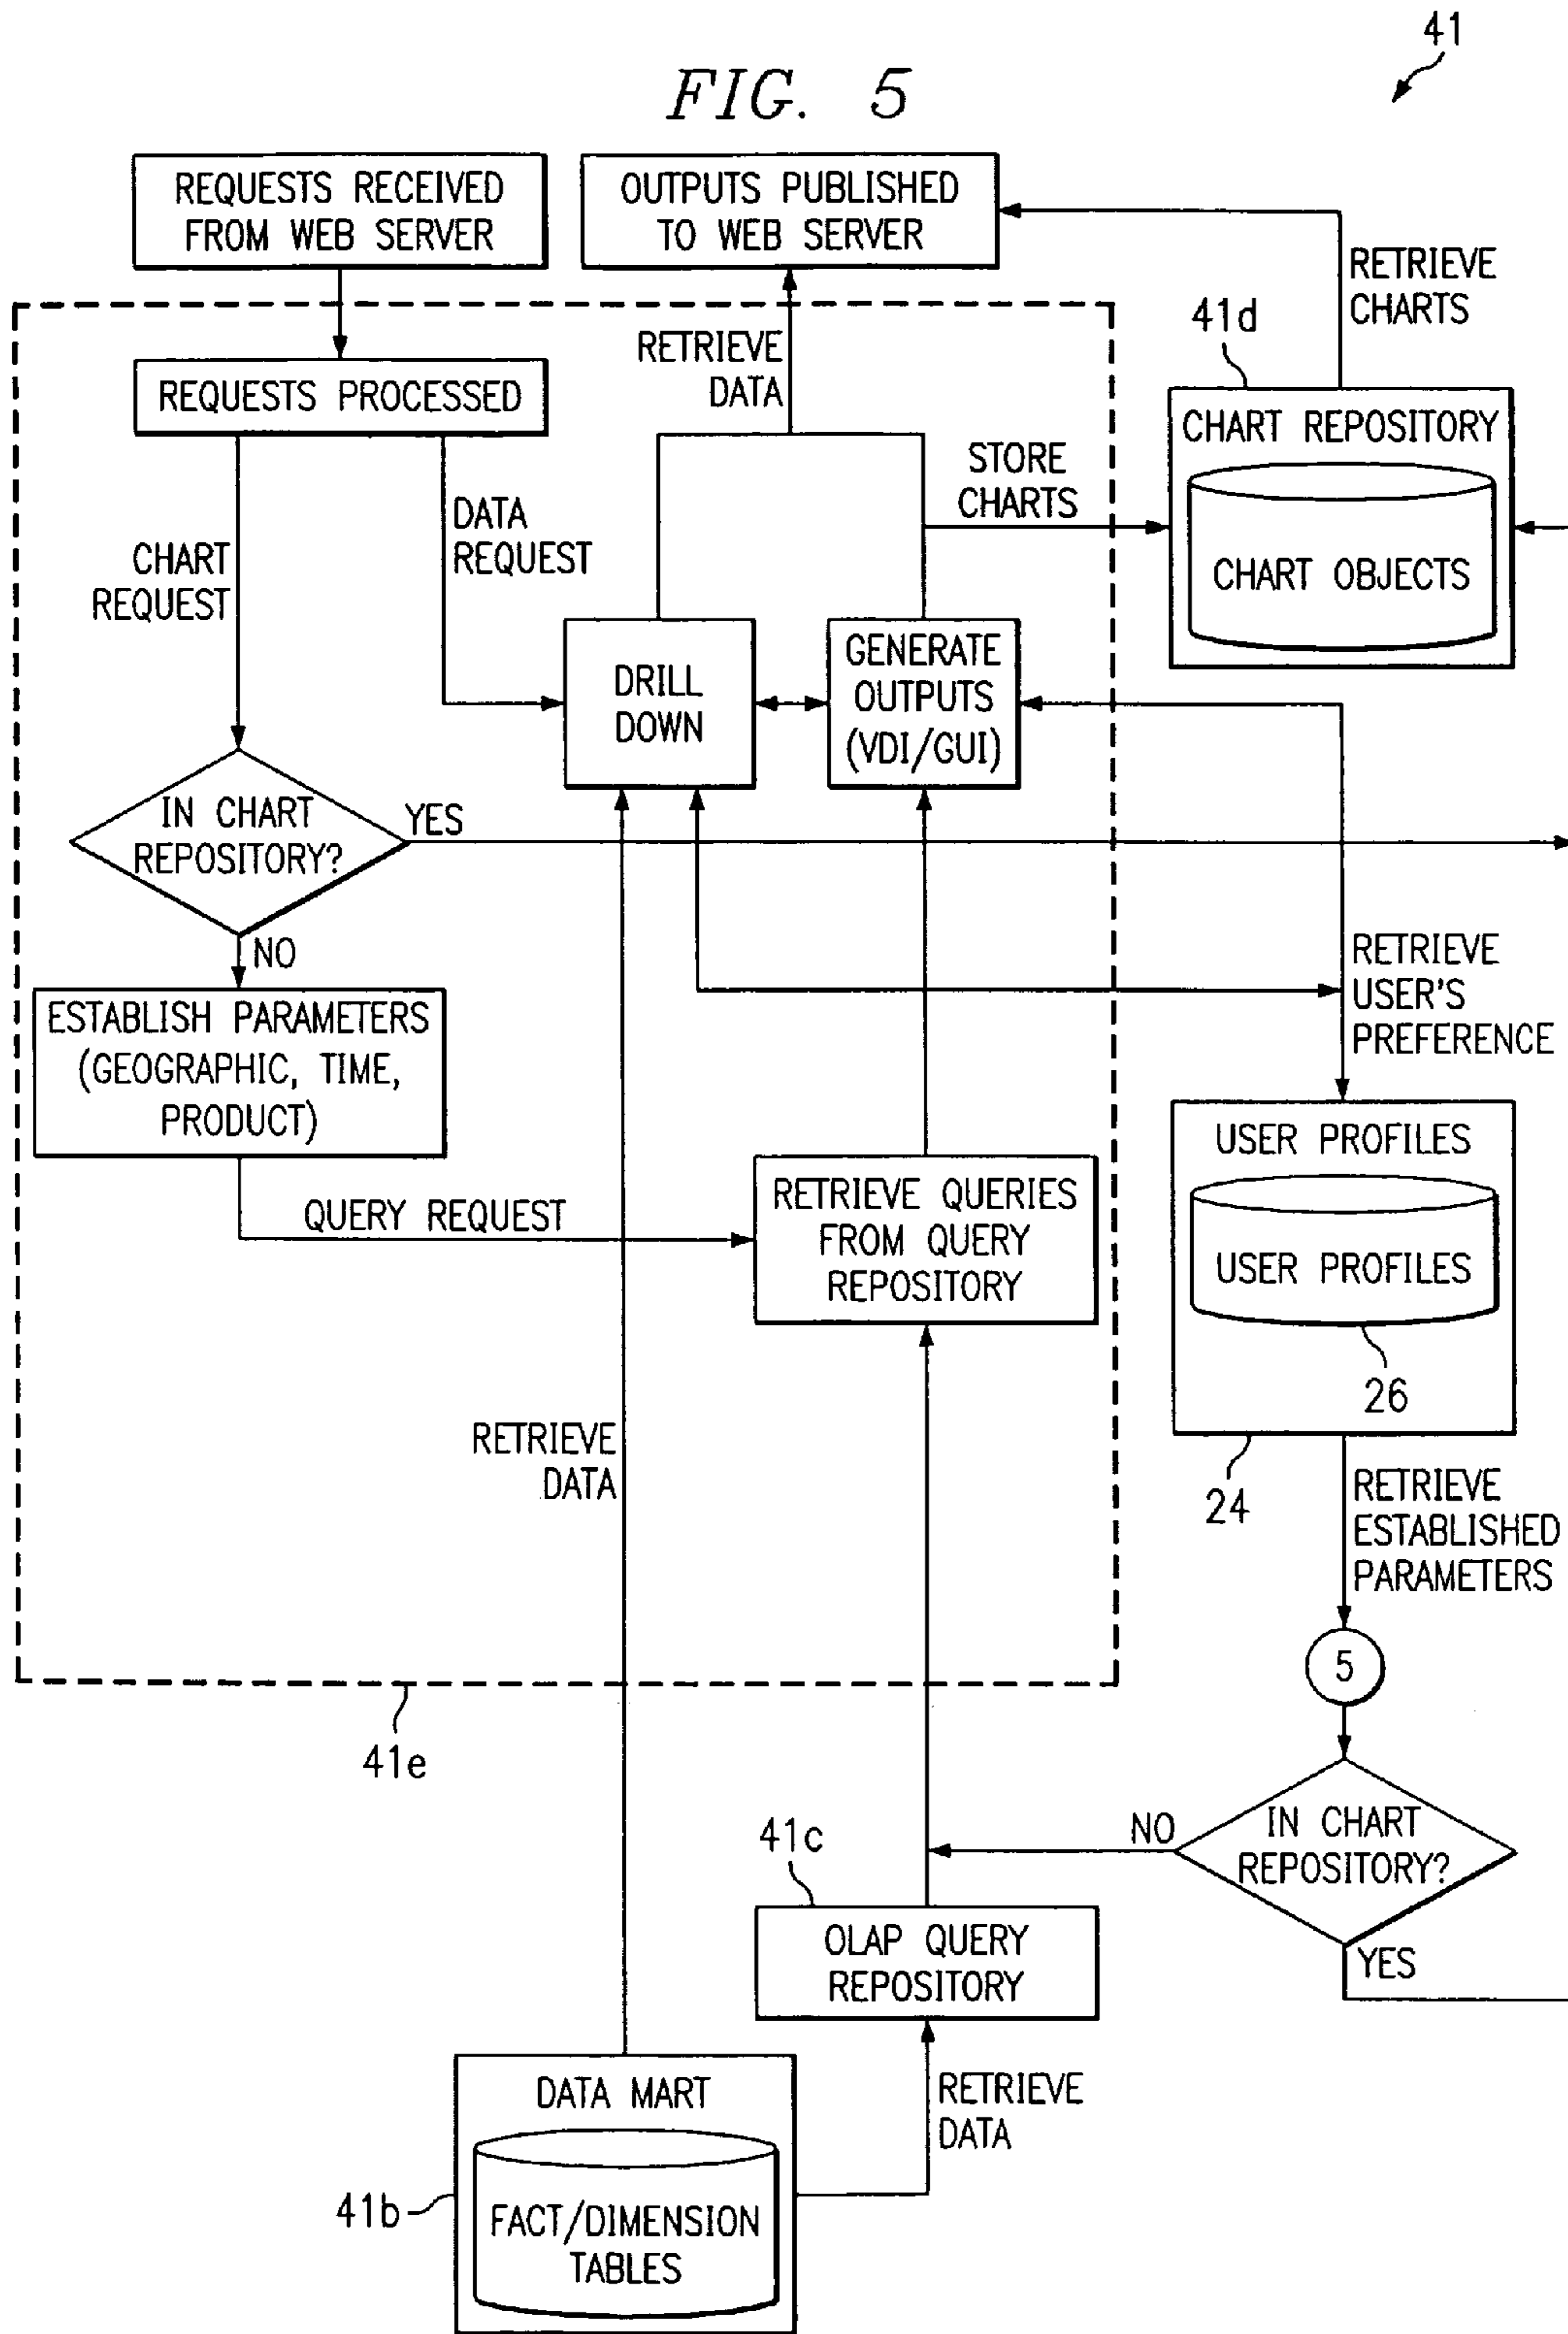 41
FIG. 5
REQUESTS RECEIVED
FROM WEB SERVER
OUTPUTS PUBLISHED
TO WEB SERVER
RETRIEVE
CHARTS
41d
RETRIEVE
DATA
REQUESTS PROCESSED
CHART REPOSITORY
CHART OBJECTS
STORE
CHARTS
DATA
REQUEST
CHART
REQUEST
DRILL
DOWN
GENERATE
OUTPUTS
(VDI/GUI)
IN CHART
REPOSITORY?
YES
NO
RETRIEVE
USER'S
PREFERENCE
ESTABLISH PARAMETERS
(GEOGRAPHIC, TIME,
PRODUCT)
QUERY REQUEST
RETRIEVE QUERIES
FROM QUERY
REPOSITORY
USER PROFILES
USER PROFILES
26
24
RETRIEVE
DATA
RETRIEVE
ESTABLISHED
PARAMETERS
5
41e
IN CHART
REPOSITORY?
NO
YES
41c
OLAP QUERY
REPOSITORY
RETRIEVE
DATA
DATA MART
FACT/DIMENSION
TABLES
41b